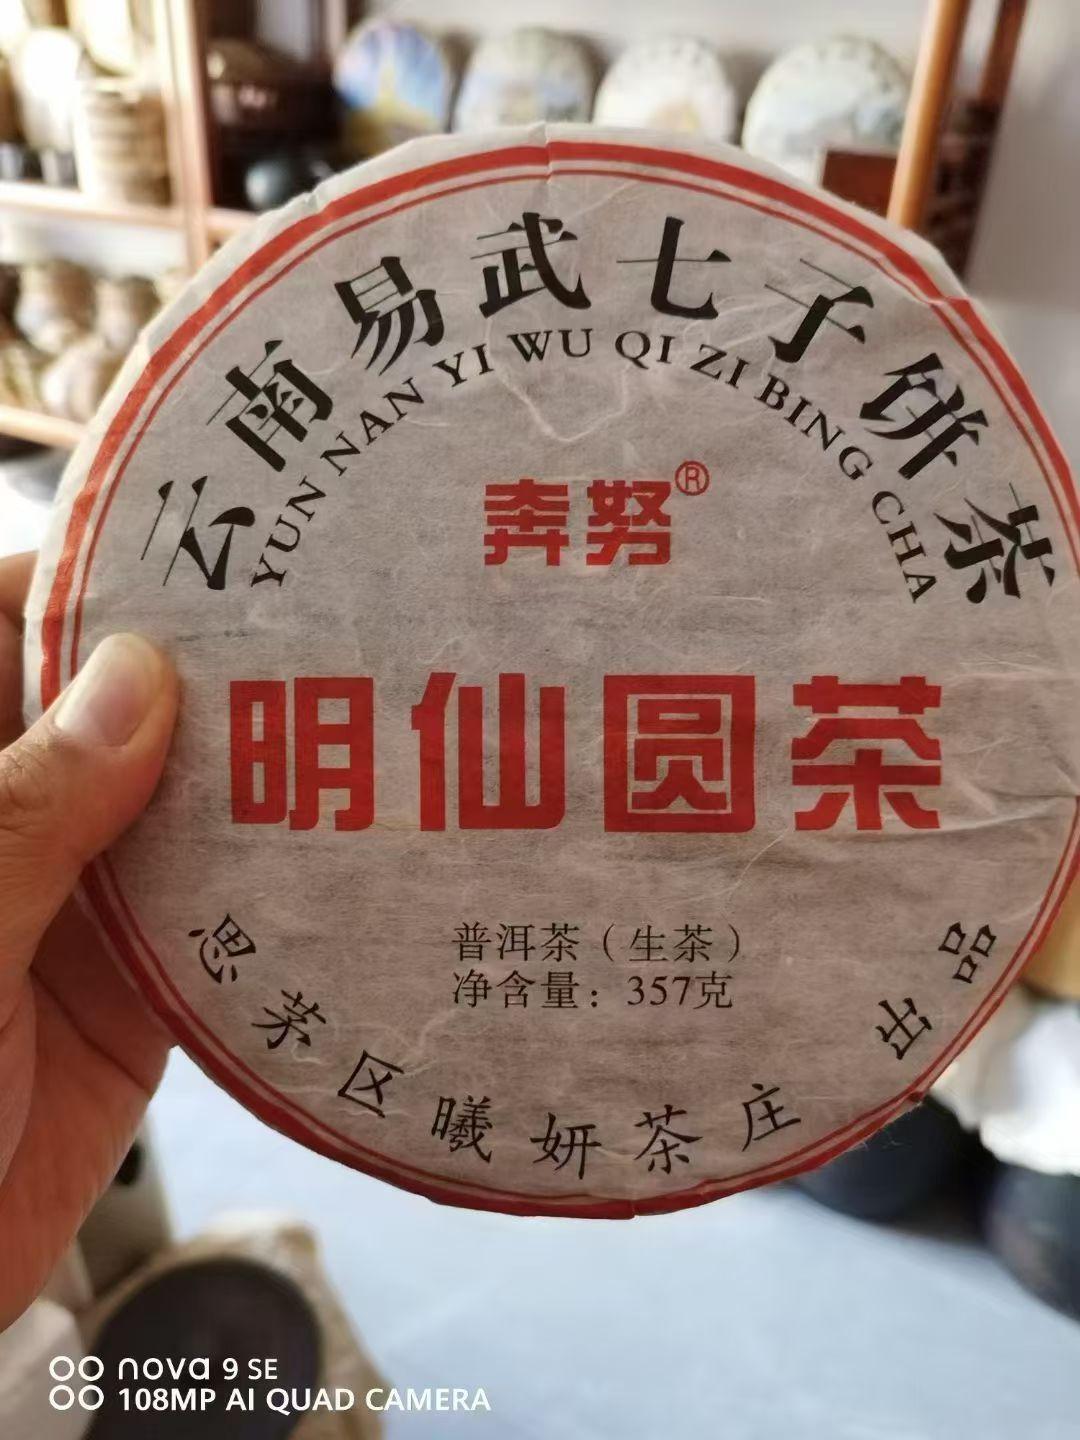 云南易武七子饼茶
YUN NAN YI WU QI ZI BING CHA
奔努®
明仙圆茶
普洱茶（生茶）
净含量：357克
思茅区曦妍茶庄出品
nova 9 SE
108MP AI QUAD CAMERA